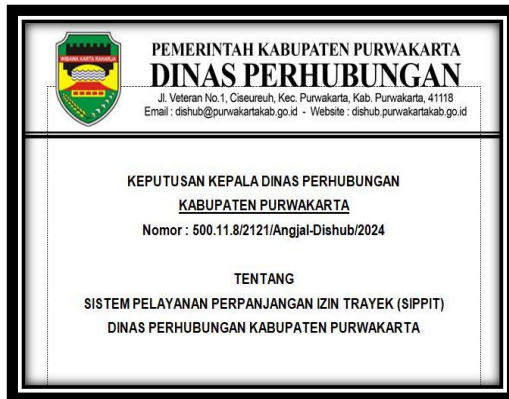 WIBAWA KARTA RAHARJA
PEMERINTAH KABUPATEN PURWAKARTA
DINAS PERHUBUNGAN
Jl. Veteran No.1, Ciseureuh, Kec. Purwakarta, Kab. Purwakarta, 41118
Email : dishub@purwakartakab.go.id - Website : dishub.purwakartakab.go.id
KEPUTUSAN KEPALA DINAS PERHUBUNGAN
KABUPATEN PURWAKARTA
Nomor : 500.11.8/2121/Angjal-Dishub/2024
TENTANG
SISTEM PELAYANAN PERPANJANGAN IZIN TRAYEK (SIPPIT)
DINAS PERHUBUNGAN KABUPATEN PURWAKARTA